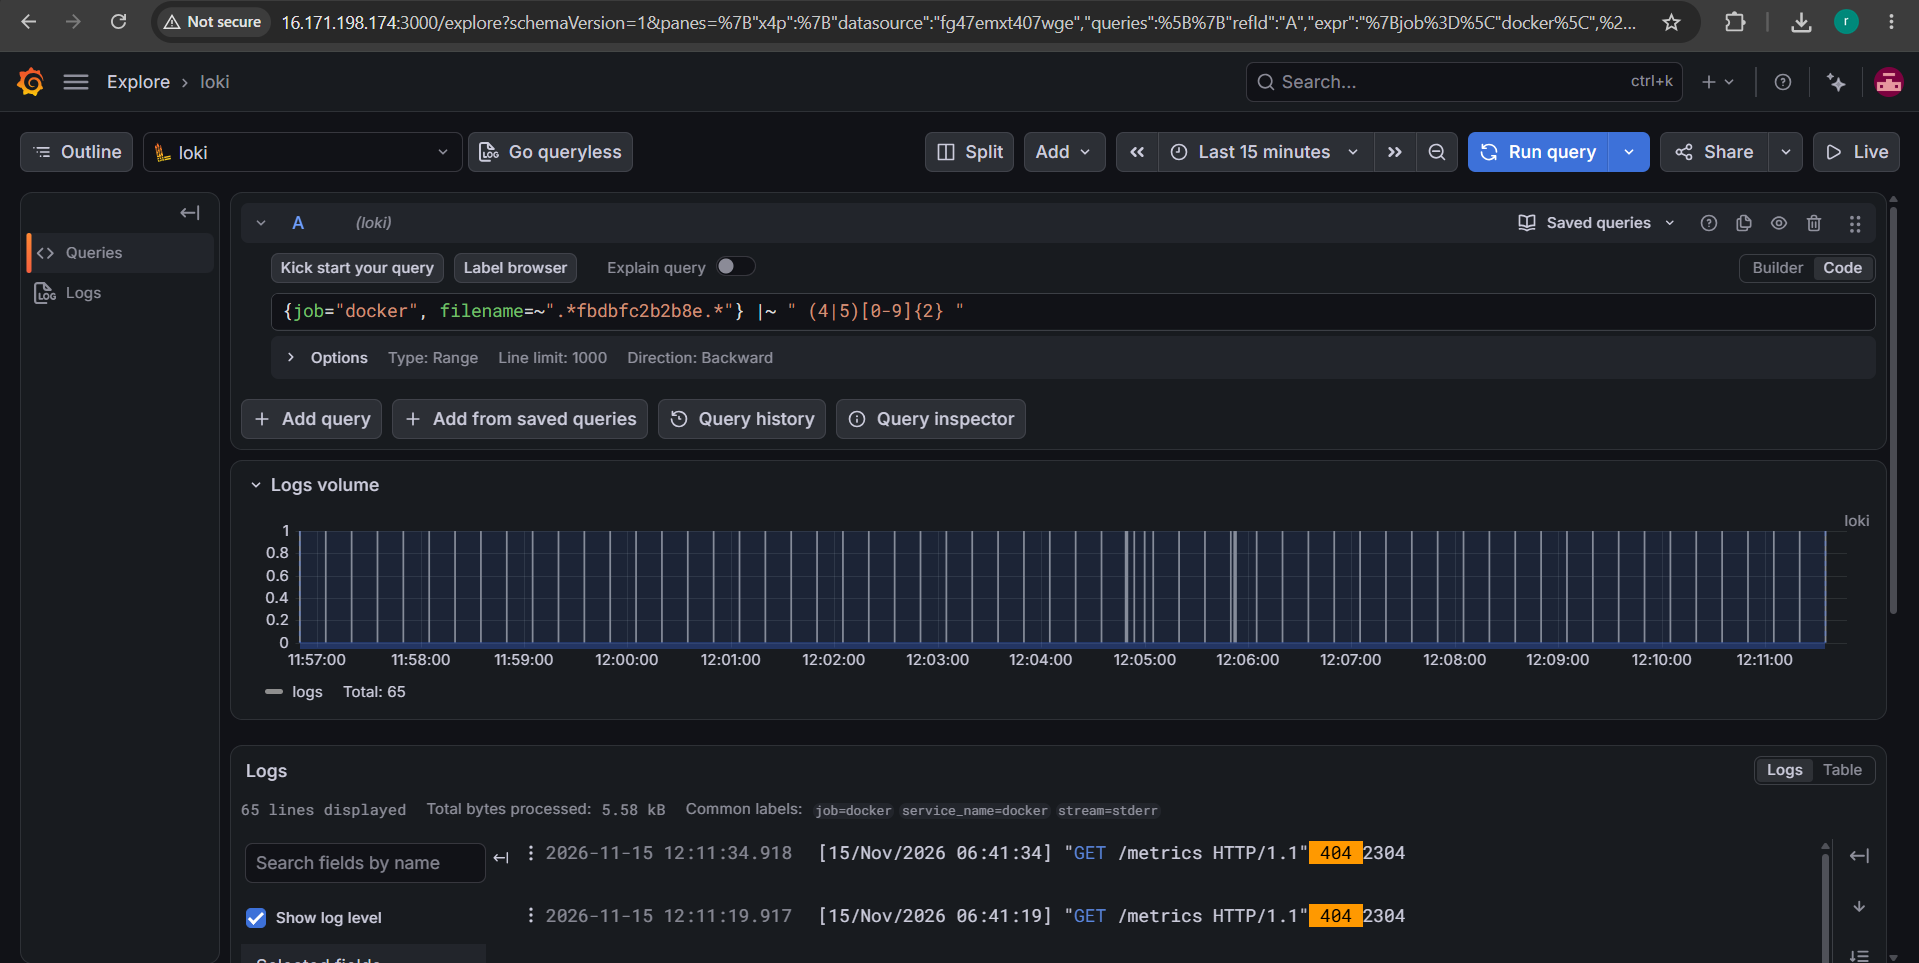 Not secure 16.171.198.174:3000/explore?schemaVersion=1&panes=%7B"x4p":%7B"datasource":"fg47emxt407wge","queries":%5B%7B"refId":"A","expr":"%7Bjob%3D%5C"docker%5C",%2... r
Explore › loki Search... ctrl+k
Outline loki Go queryless Split Add Last 15 minutes Run query Share Live
Queries
Logs
A (loki) Saved queries
Kick start your query Label browser Explain query Builder Code
{job="docker", filename=~".*fbdbfc2b2b8e.*"} |~ " (4|5)[0-9]{2} "
Options Type: Range Line limit: 1000 Direction: Backward
+ Add query + Add from saved queries Query history Query inspector
Logs volume
loki
1
0.8
0.6
0.4
0.2
0
11:57:00 11:58:00 11:59:00 12:00:00 12:01:00 12:02:00 12:03:00 12:04:00 12:05:00 12:06:00 12:07:00 12:08:00 12:09:00 12:10:00 12:11:00
logs Total: 65
Logs Logs Table
65 lines displayed Total bytes processed: 5.58 kB Common labels: job=docker service_name=docker stream=stderr
Search fields by name
2026-11-15 12:11:34.918 [15/Nov/2026 06:41:34] "GET /metrics HTTP/1.1" 404 2304
Show log level
2026-11-15 12:11:19.917 [15/Nov/2026 06:41:19] "GET /metrics HTTP/1.1" 404 2304
Selected fields